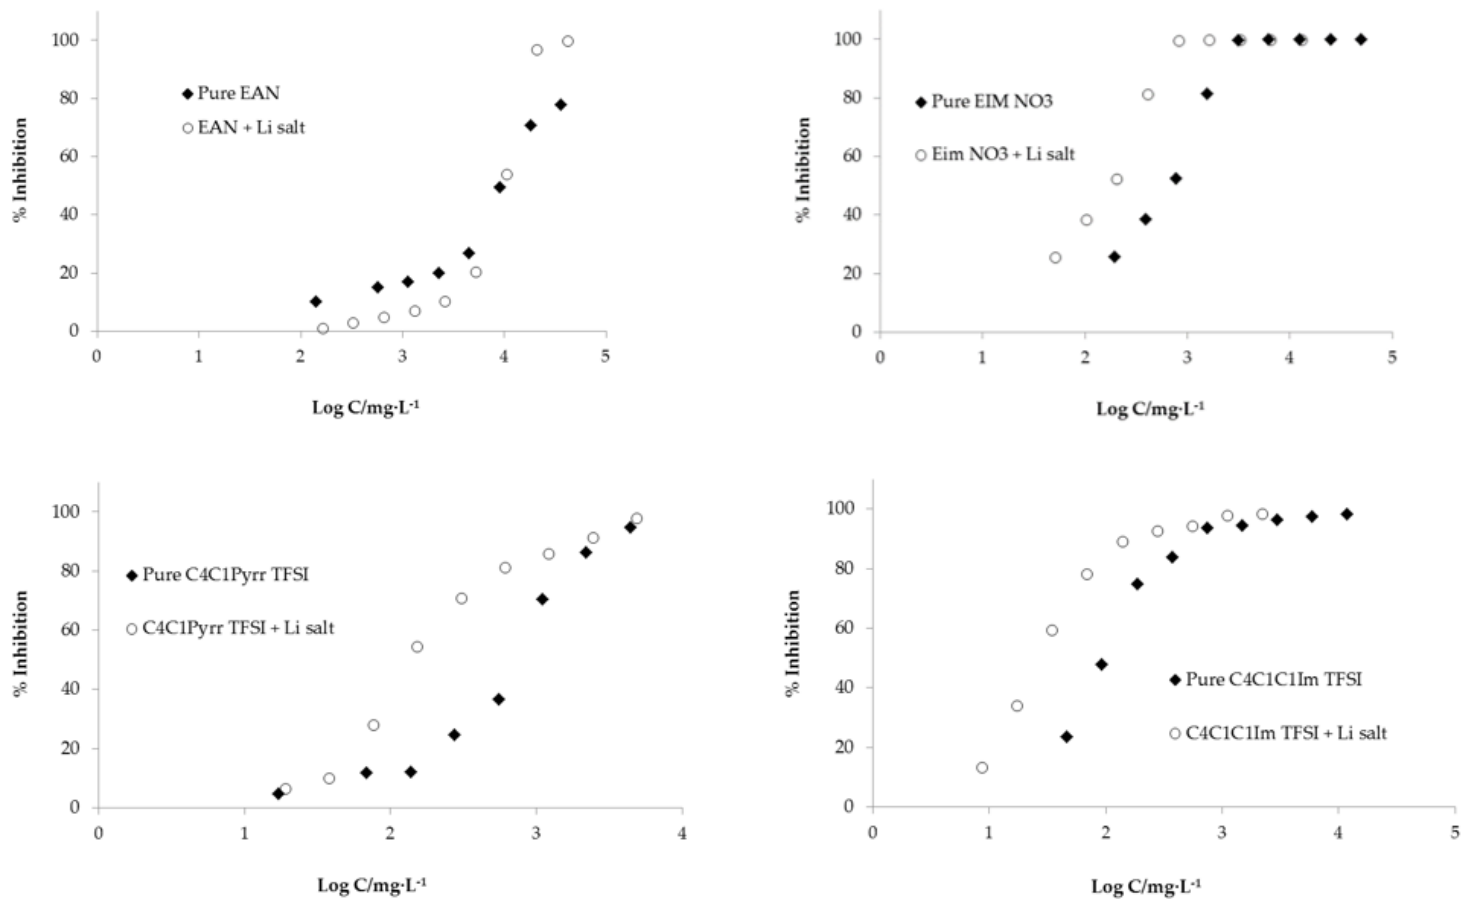 100
80
60
40
20
0
% Inhibition
Pure EAN
EAN + Li salt
0 1 2 3 4 5
Log C/mg·L-1
100
80
60
40
20
0
% Inhibition
Pure EIM NO3
Eim NO3 + Li salt
0 1 2 3 4 5
Log C/mg·L-1
100
80
60
40
20
0
% Inhibition
Pure C4C1Pyrr TFSI
C4C1Pyrr TFSI + Li salt
0 1 2 3 4
Log C/mg·L-1
100
80
60
40
20
0
% Inhibition
Pure C4C1C1Im TFSI
C4C1C1Im TFSI + Li salt
0 1 2 3 4 5
Log C/mg·L-1